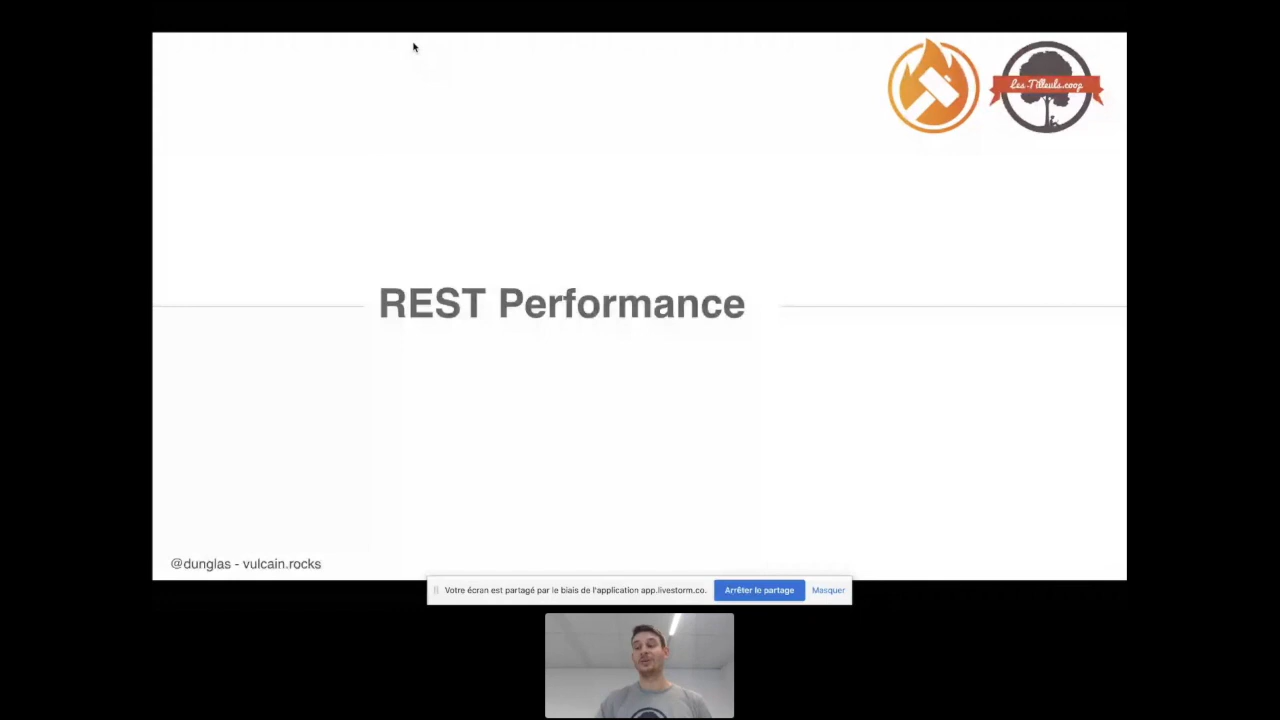 Les-Tilleuls.coop
REST Performance
@dunglas - vulcain.rocks
Votre écran est partagé par le biais de l'application app.livestorm.co.
Arrêter le partage
Masquer